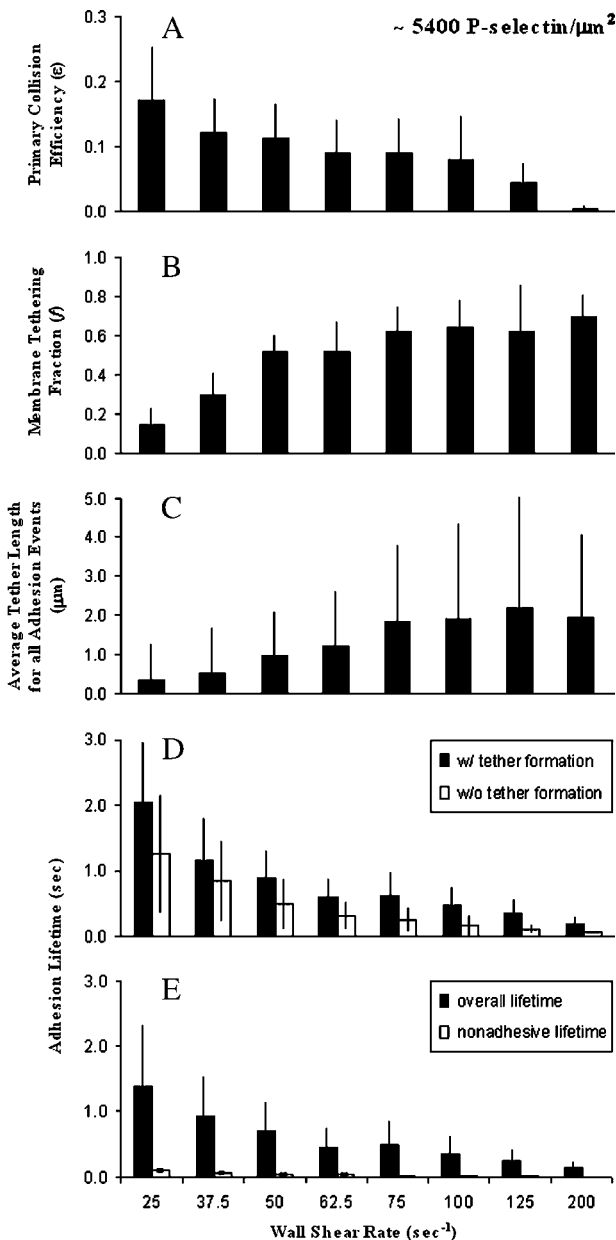 A
~ 5400 P-selectin/μm²
Primary Collision
Efficiency (ε)
0.3
0.2
0.1
0.0
B
Membrane Tethering
Fraction (f)
1.0
0.8
0.6
0.4
0.2
0.0
C
Average Tether Length
for all Adhesion Events
(μm)
5.0
4.0
3.0
2.0
1.0
0.0
D
w/ tether formation
w/o tether formation
3.0
2.0
1.0
0.0
Adhesion Lifetime (sec)
E
overall lifetime
nonadhesive lifetime
3.0
2.0
1.0
0.0
25 37.5 50 62.5 75 100 125 200
Wall Shear Rate (sec⁻¹)